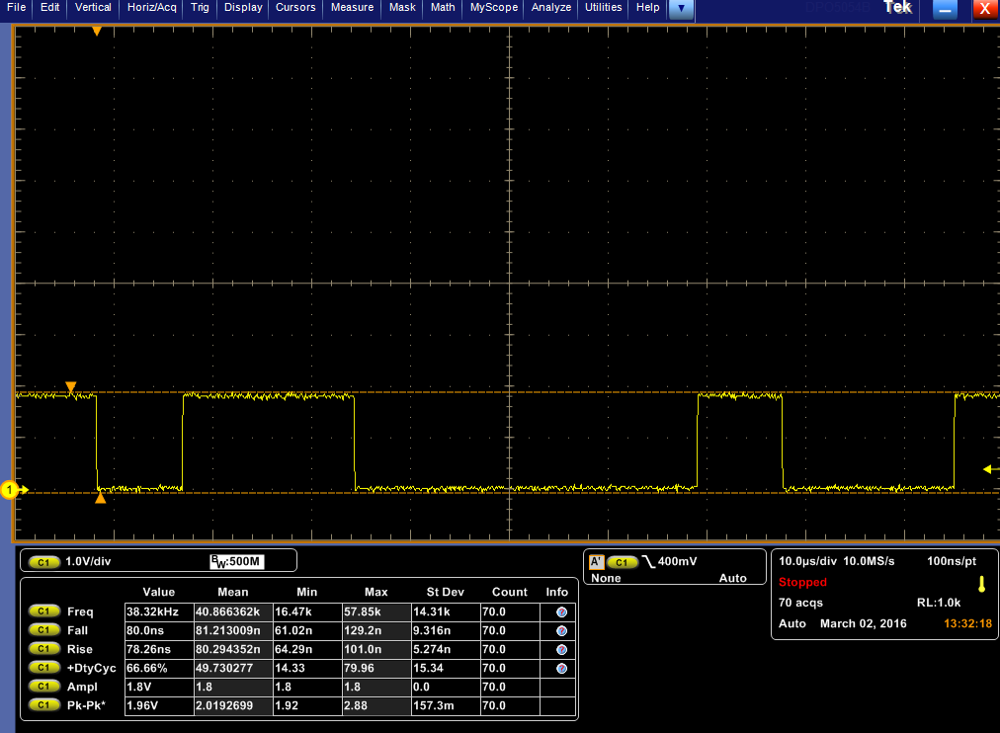 File Edit Vertical Horiz/Acq Trig Display Cursors Measure Mask Math MyScope Analyze Utilities Help Tek X
1
C1 1.0V/div BW:500M
A' C1 400mV
None Auto
10.0µs/div 10.0MS/s 100ns/pt
Stopped
70 acqs RL:1.0k
Auto March 02, 2016 13:32:18
Value Mean Min Max St Dev Count Info
C1 Freq 38.32kHz 40.866362k 16.47k 57.85k 14.31k 70.0
C1 Fall 80.0ns 81.213009n 61.02n 129.2n 9.316n 70.0
C1 Rise 78.26ns 80.294352n 64.29n 101.0n 5.274n 70.0
C1 +DtyCyc 66.66% 49.730277 14.33 79.96 15.34 70.0
C1 Ampl 1.8V 1.8 1.8 1.8 0.0 70.0
C1 Pk-Pk* 1.96V 2.0192699 1.92 2.88 157.3m 70.0